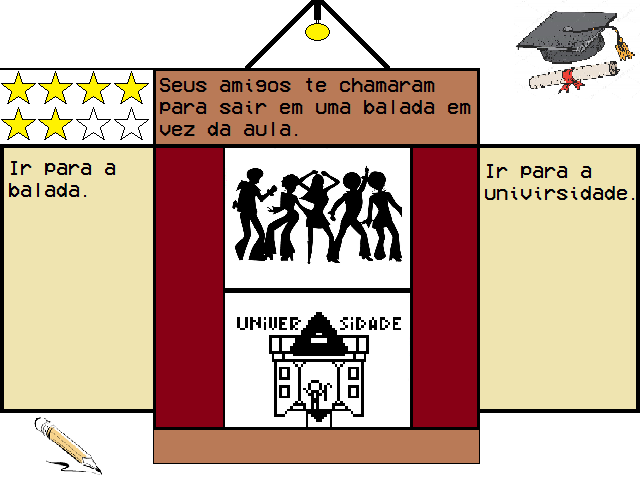 Seus amigos te chamaram
para sair em uma balada em
vez da aula.
Ir para a
balada.
Ir para a
univirsidade.
UNiVER SiDADE